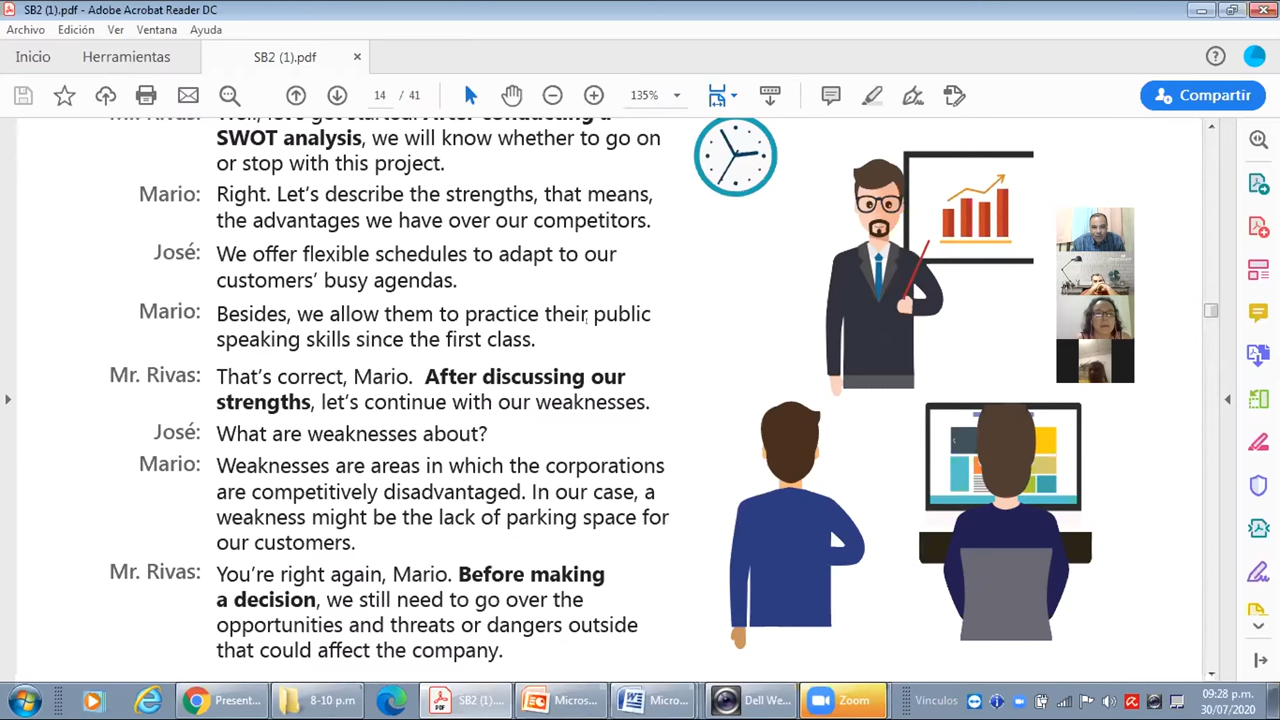 SB2 (1).pdf - Adobe Acrobat Reader DC
Archivo Edición Ver Ventana Ayuda
Inicio Herramientas SB2 (1).pdf
14 / 41 135% Compartir
SWOT analysis, we will know whether to go on
or stop with this project.
Mario: Right. Let's describe the strengths, that means,
the advantages we have over our competitors.
José: We offer flexible schedules to adapt to our
customers' busy agendas.
Mario: Besides, we allow them to practice their public
speaking skills since the first class.
Mr. Rivas: That's correct, Mario. After discussing our
strengths, let's continue with our weaknesses.
José: What are weaknesses about?
Mario: Weaknesses are areas in which the corporations
are competitively disadvantaged. In our case, a
weakness might be the lack of parking space for
our customers.
Mr. Rivas: You're right again, Mario. Before making
a decision, we still need to go over the
opportunities and threats or dangers outside
that could affect the company.
Present... 8-10 p.m SB2 (1).... Micros... Micro... Dell We... Zoom Vínculos 09:28 p.m.
30/07/2020